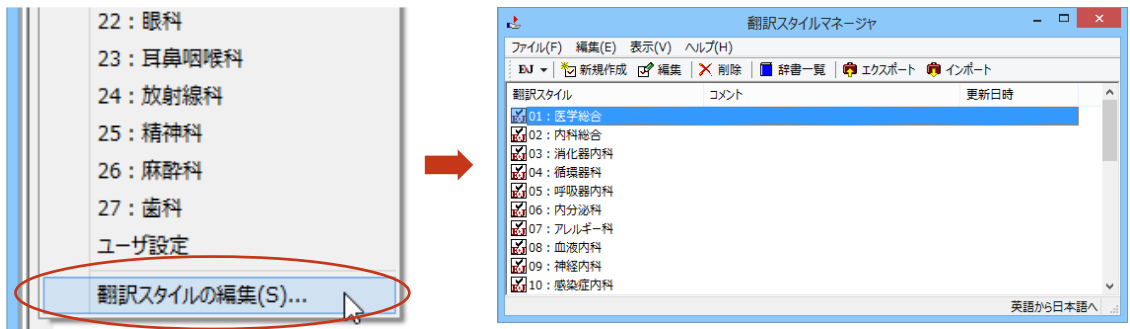 22：眼科
23：耳鼻咽喉科
24：放射線科
25：精神科
26：麻酔科
27：歯科
ユーザ設定
翻訳スタイルの編集(S)...
翻訳スタイルマネージャ
ファイル(F) 編集(E) 表示(V) ヘルプ(H)
EJ 新規作成 編集 削除 辞書一覧 エクスポート インポート
翻訳スタイル コメント 更新日時
01：医学総合
02：内科総合
03：消化器内科
04：循環器科
05：呼吸器内科
06：内分泌科
07：アレルギー科
08：血液内科
09：神経内科
10：感染症内科
英語から日本語へ